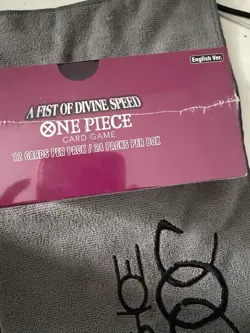 English Ver.
A FIST OF DIVINE SPEED
ONE PIECE
CARD GAME
12 CARDS PER PACK / 24 PACKS PER BOX